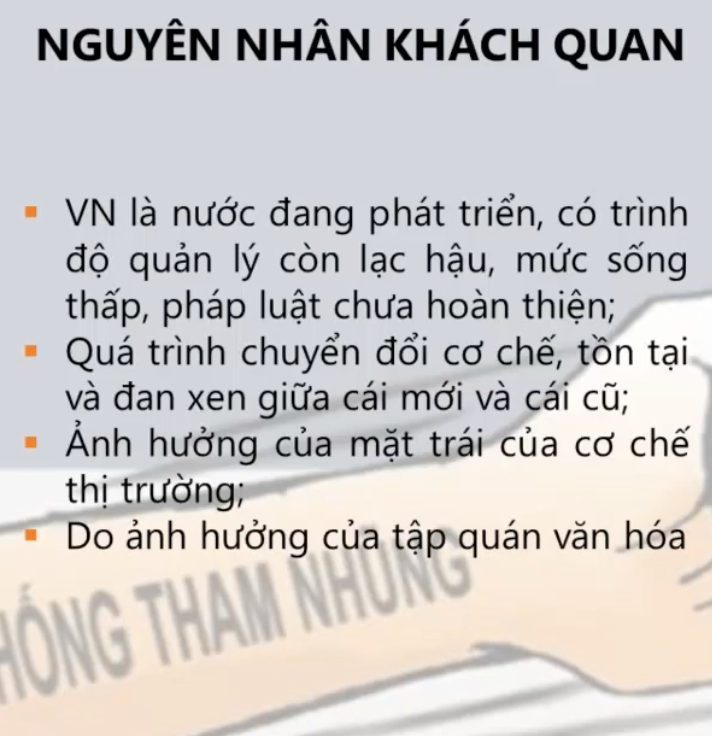 NGUYÊN NHÂN KHÁCH QUAN
▪ VN là nước đang phát triển, có trình
độ quản lý còn lạc hậu, mức sống
thấp, pháp luật chưa hoàn thiện;
▪ Quá trình chuyển đổi cơ chế, tồn tại
và đan xen giữa cái mới và cái cũ;
▪ Ảnh hưởng của mặt trái của cơ chế
thị trường;
▪ Do ảnh hưởng của tập quán văn hóa
HỐNG THAM NHŨNG